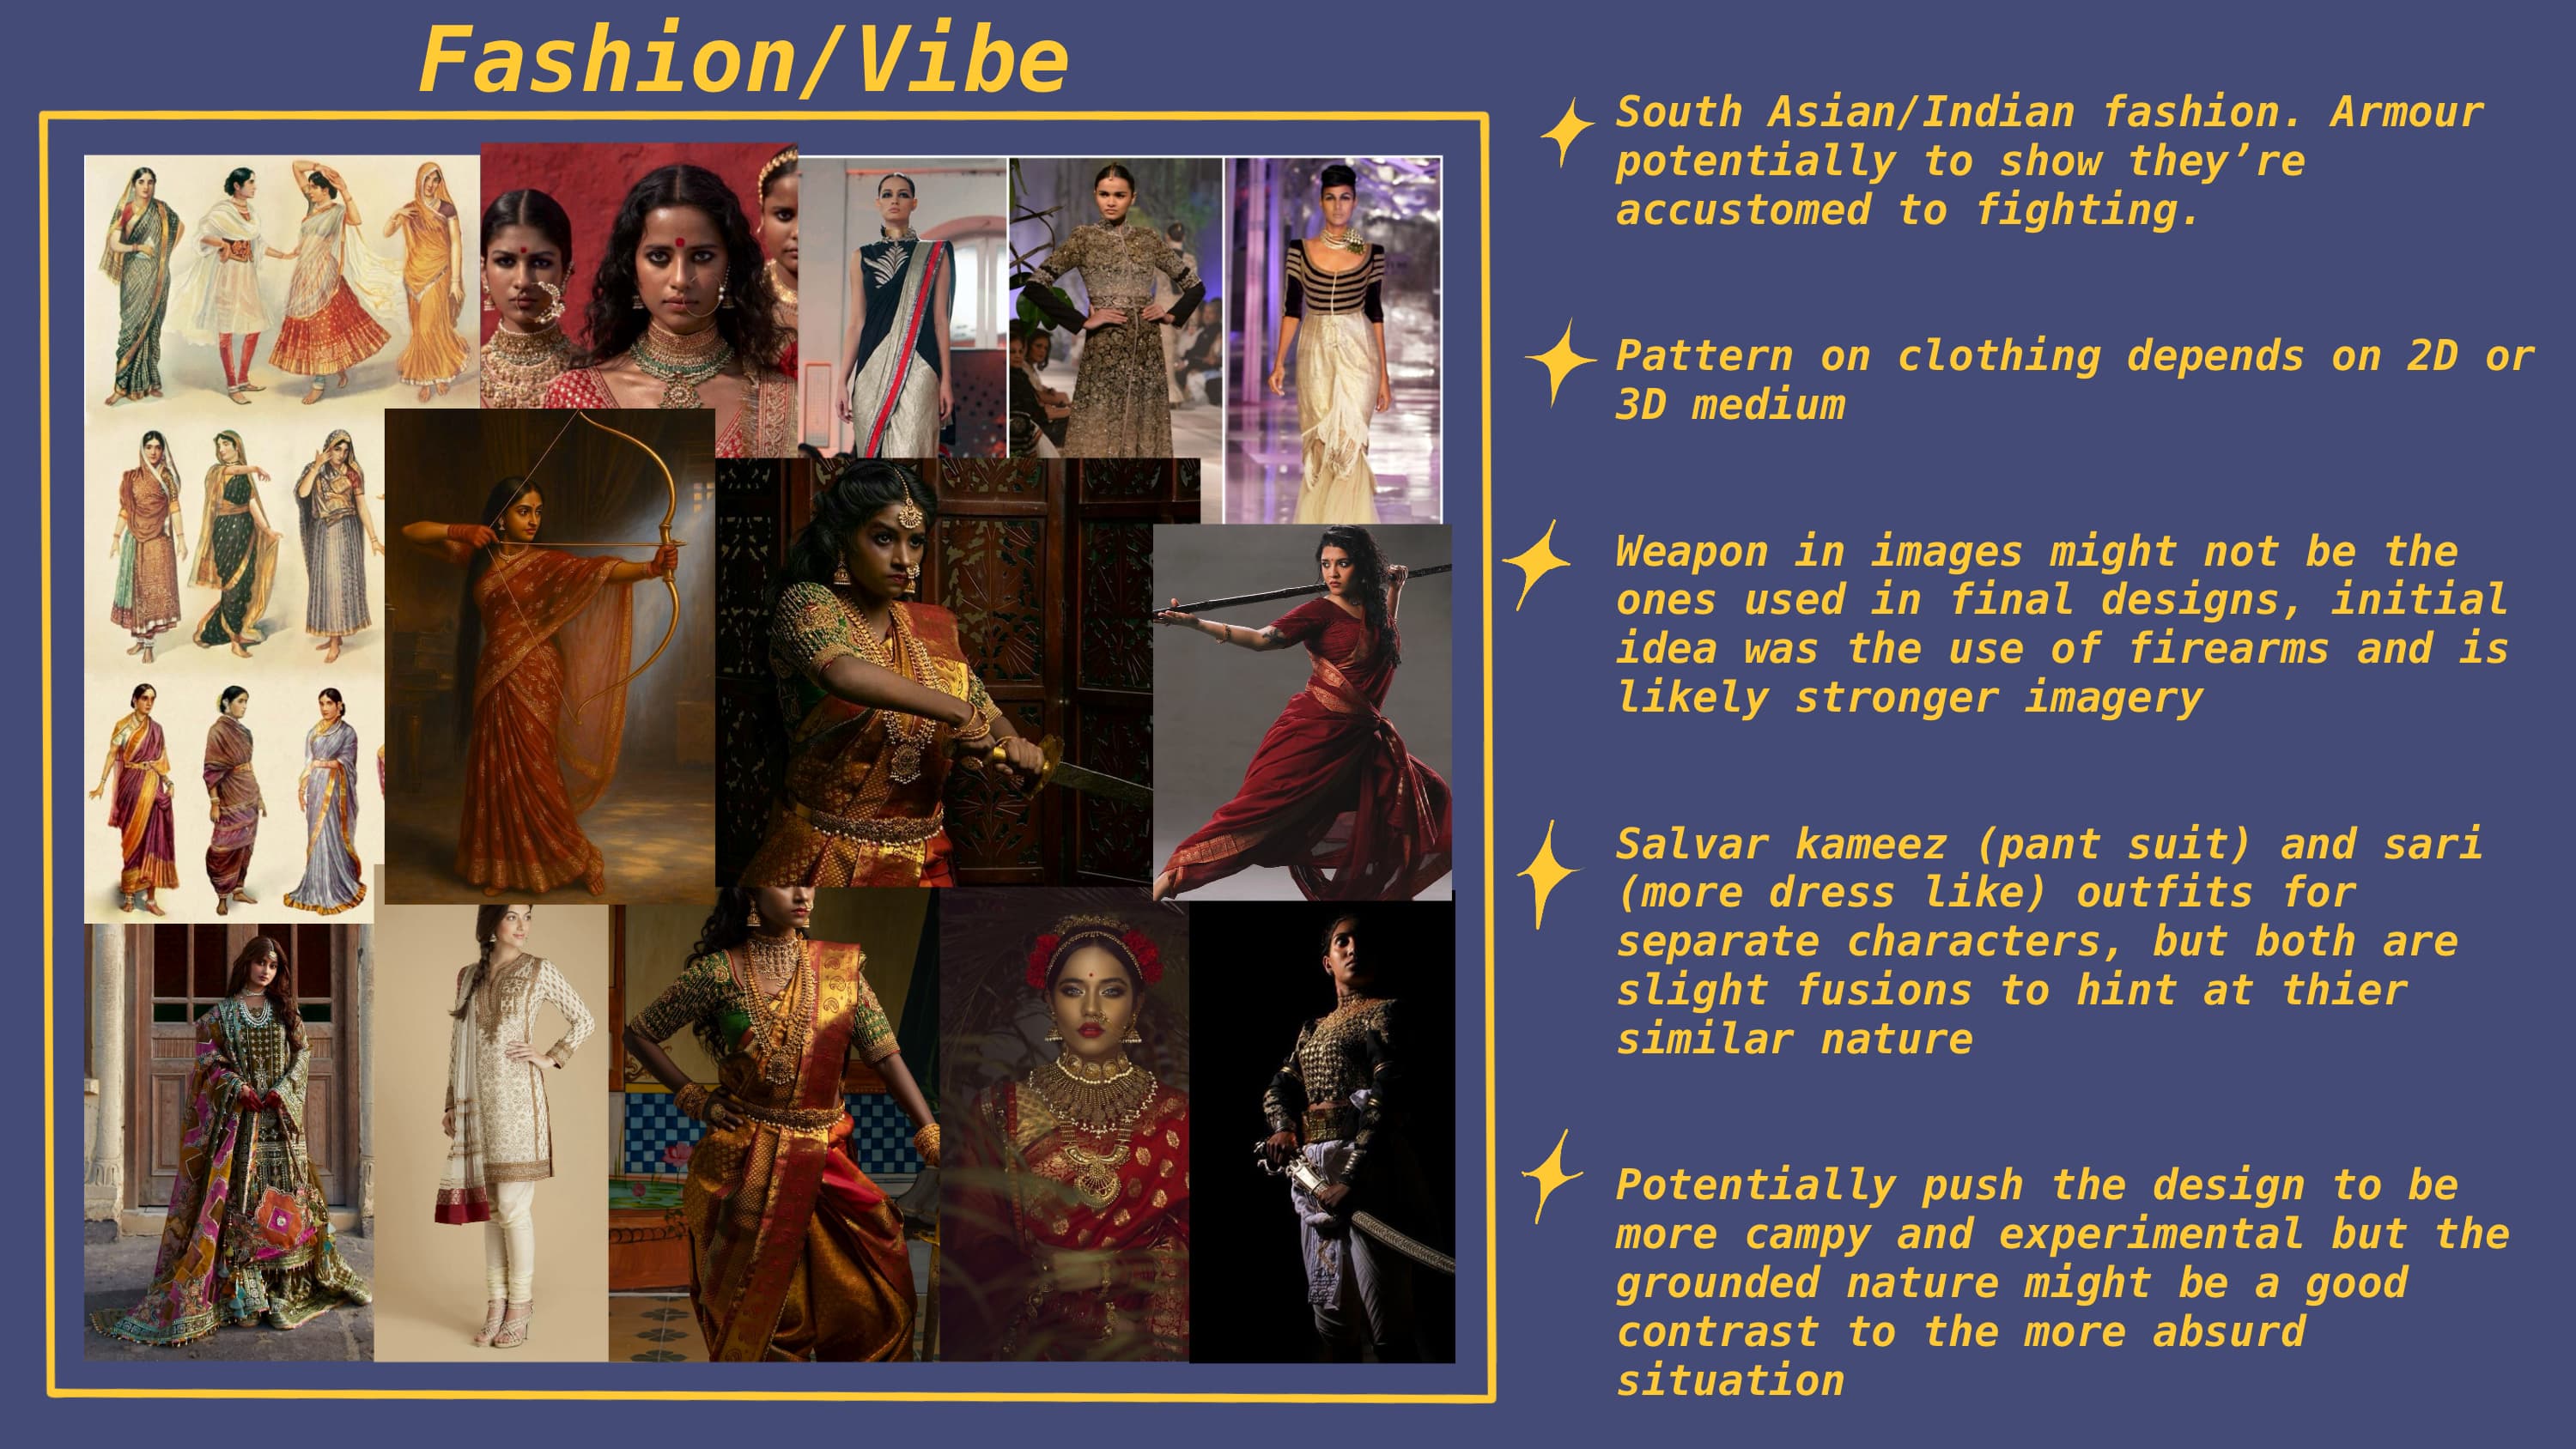 Fashion/Vibe
South Asian/Indian fashion. Armour
potentially to show they’re
accustomed to fighting.
Pattern on clothing depends on 2D or
3D medium
Weapon in images might not be the
ones used in final designs, initial
idea was the use of firearms and is
likely stronger imagery
Salvar kameez (pant suit) and sari
(more dress like) outfits for
separate characters, but both are
slight fusions to hint at thier
similar nature
Potentially push the design to be
more campy and experimental but the
grounded nature might be a good
contrast to the more absurd
situation